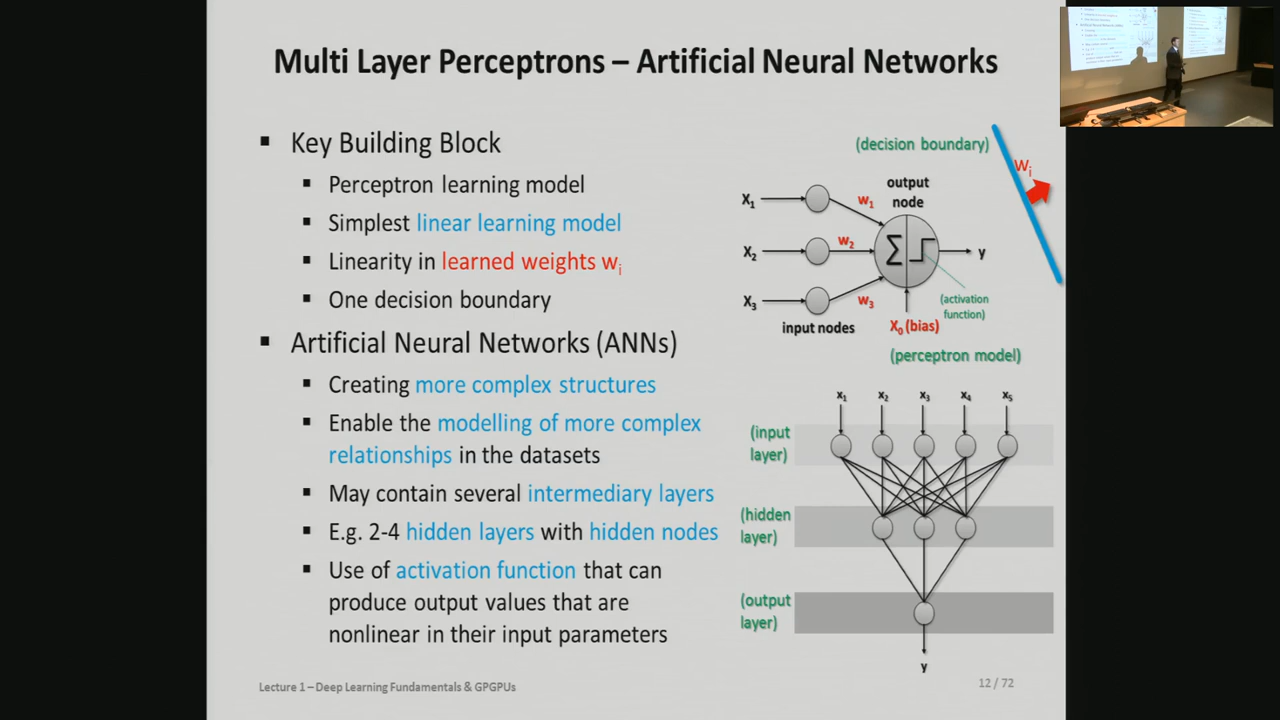 Multi Layer Perceptrons – Artificial Neural Networks
▪ Key Building Block
▪ Perceptron learning model
▪ Simplest linear learning model
▪ Linearity in learned weights wi
▪ One decision boundary
▪ Artificial Neural Networks (ANNs)
▪ Creating more complex structures
▪ Enable the modelling of more complex
relationships in the datasets
▪ May contain several intermediary layers
▪ E.g. 2-4 hidden layers with hidden nodes
▪ Use of activation function that can
produce output values that are
nonlinear in their input parameters
(decision boundary)
wi
output
node
X1
w1
X2
w2
Σ
y
X3
w3
(activation
function)
input nodes
X0 (bias)
(perceptron model)
x1 x2 x3 x4 x5
(input
layer)
(hidden
layer)
(output
layer)
y
Lecture 1 – Deep Learning Fundamentals & GPGPUs
12 / 72